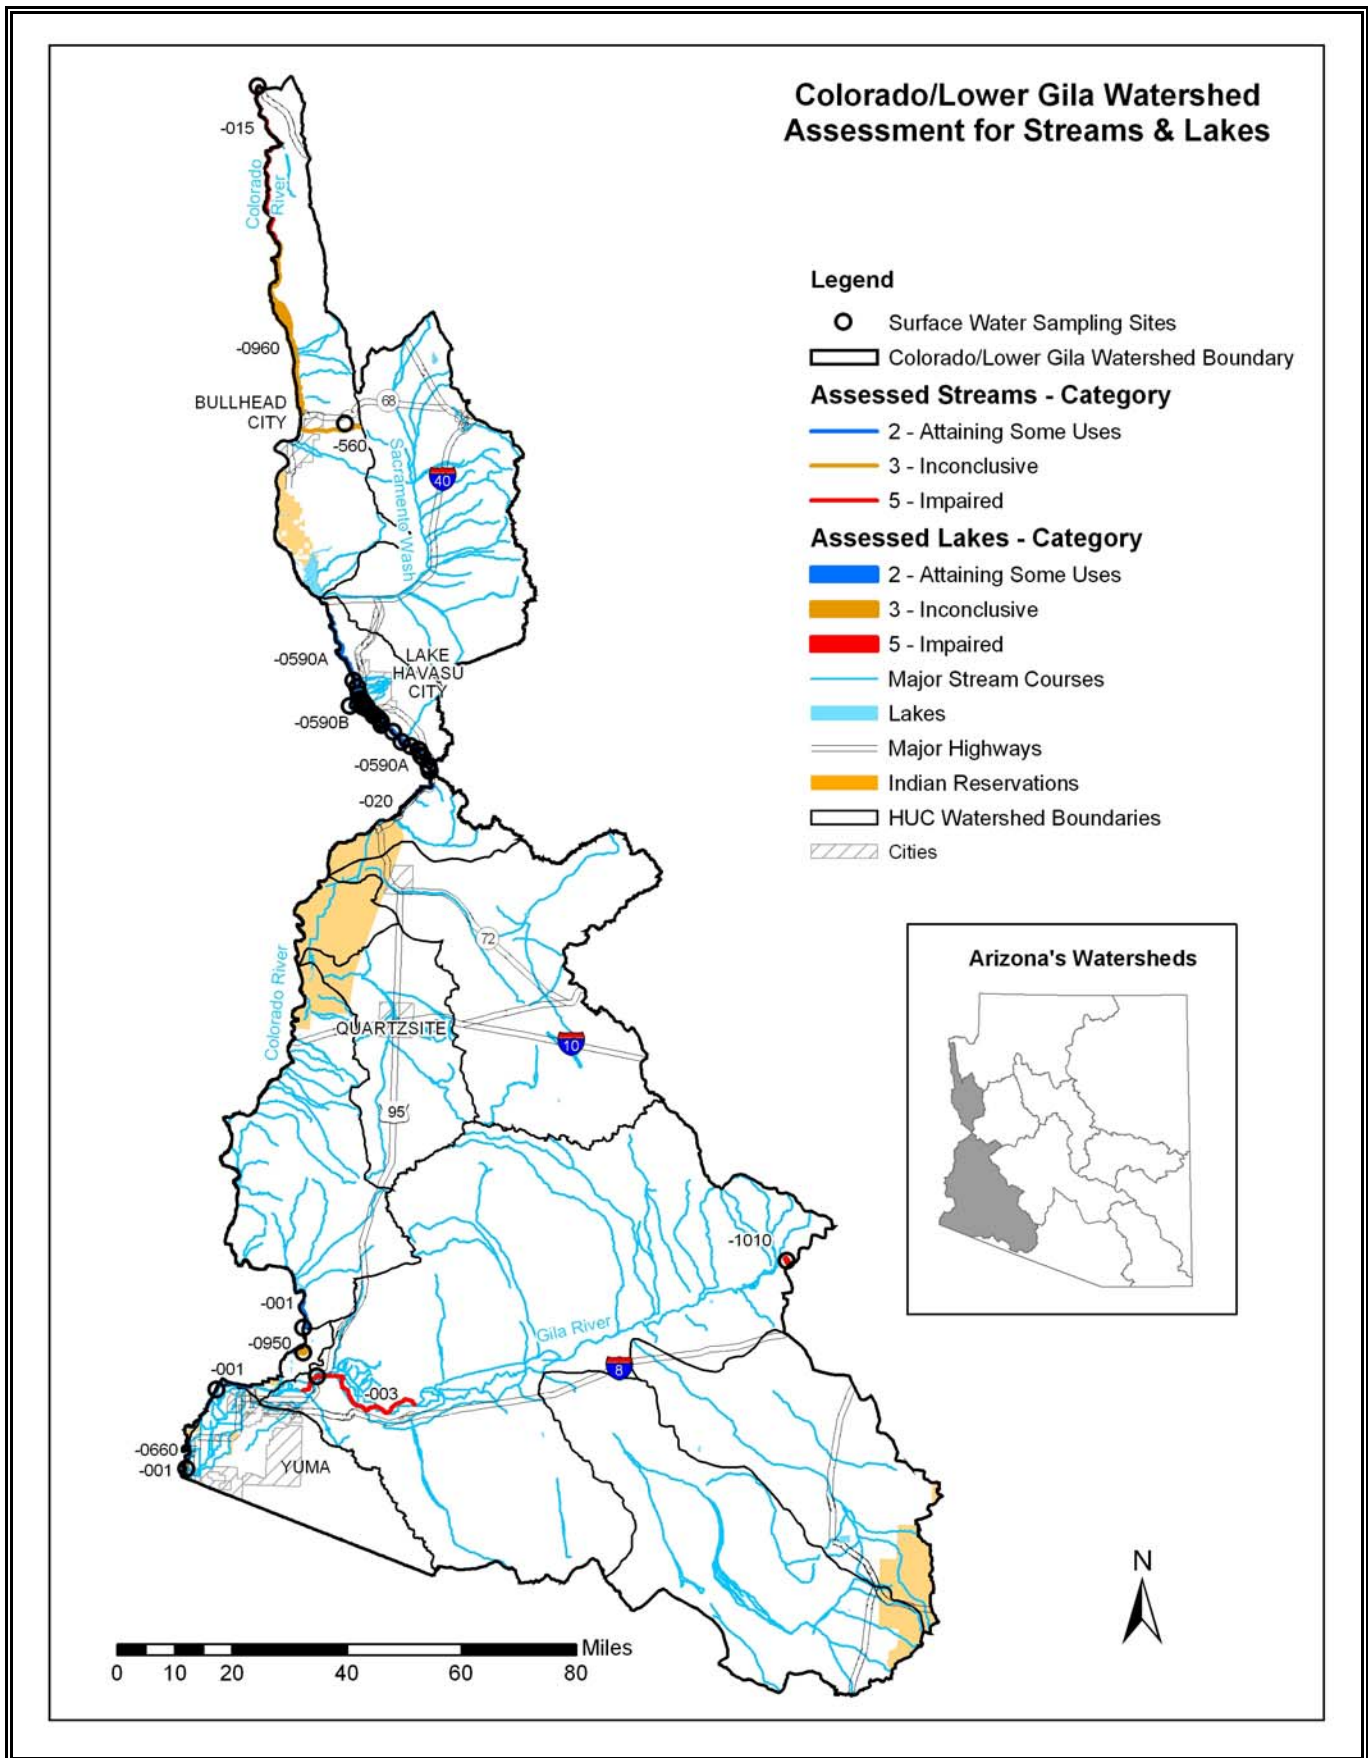 Colorado/Lower Gila Watershed
Assessment for Streams & Lakes
-015
Colorado
River
-0960
BULLHEAD
CITY
68
-560
Sacramento Wash
40
-0590A
LAKE
HAVASU
CITY
-0590B
-0590A
-020
72
Colorado River
QUARTZSITE
10
95
-1010
-001
-0950
Gila River
-001
8
-003
-0660
-001
YUMA
Legend
Surface Water Sampling Sites
Colorado/Lower Gila Watershed Boundary
Assessed Streams - Category
2 - Attaining Some Uses
3 - Inconclusive
5 - Impaired
Assessed Lakes - Category
2 - Attaining Some Uses
3 - Inconclusive
5 - Impaired
Major Stream Courses
Lakes
Major Highways
Indian Reservations
HUC Watershed Boundaries
Cities
Arizona's Watersheds
N
Miles
0 10 20 40 60 80